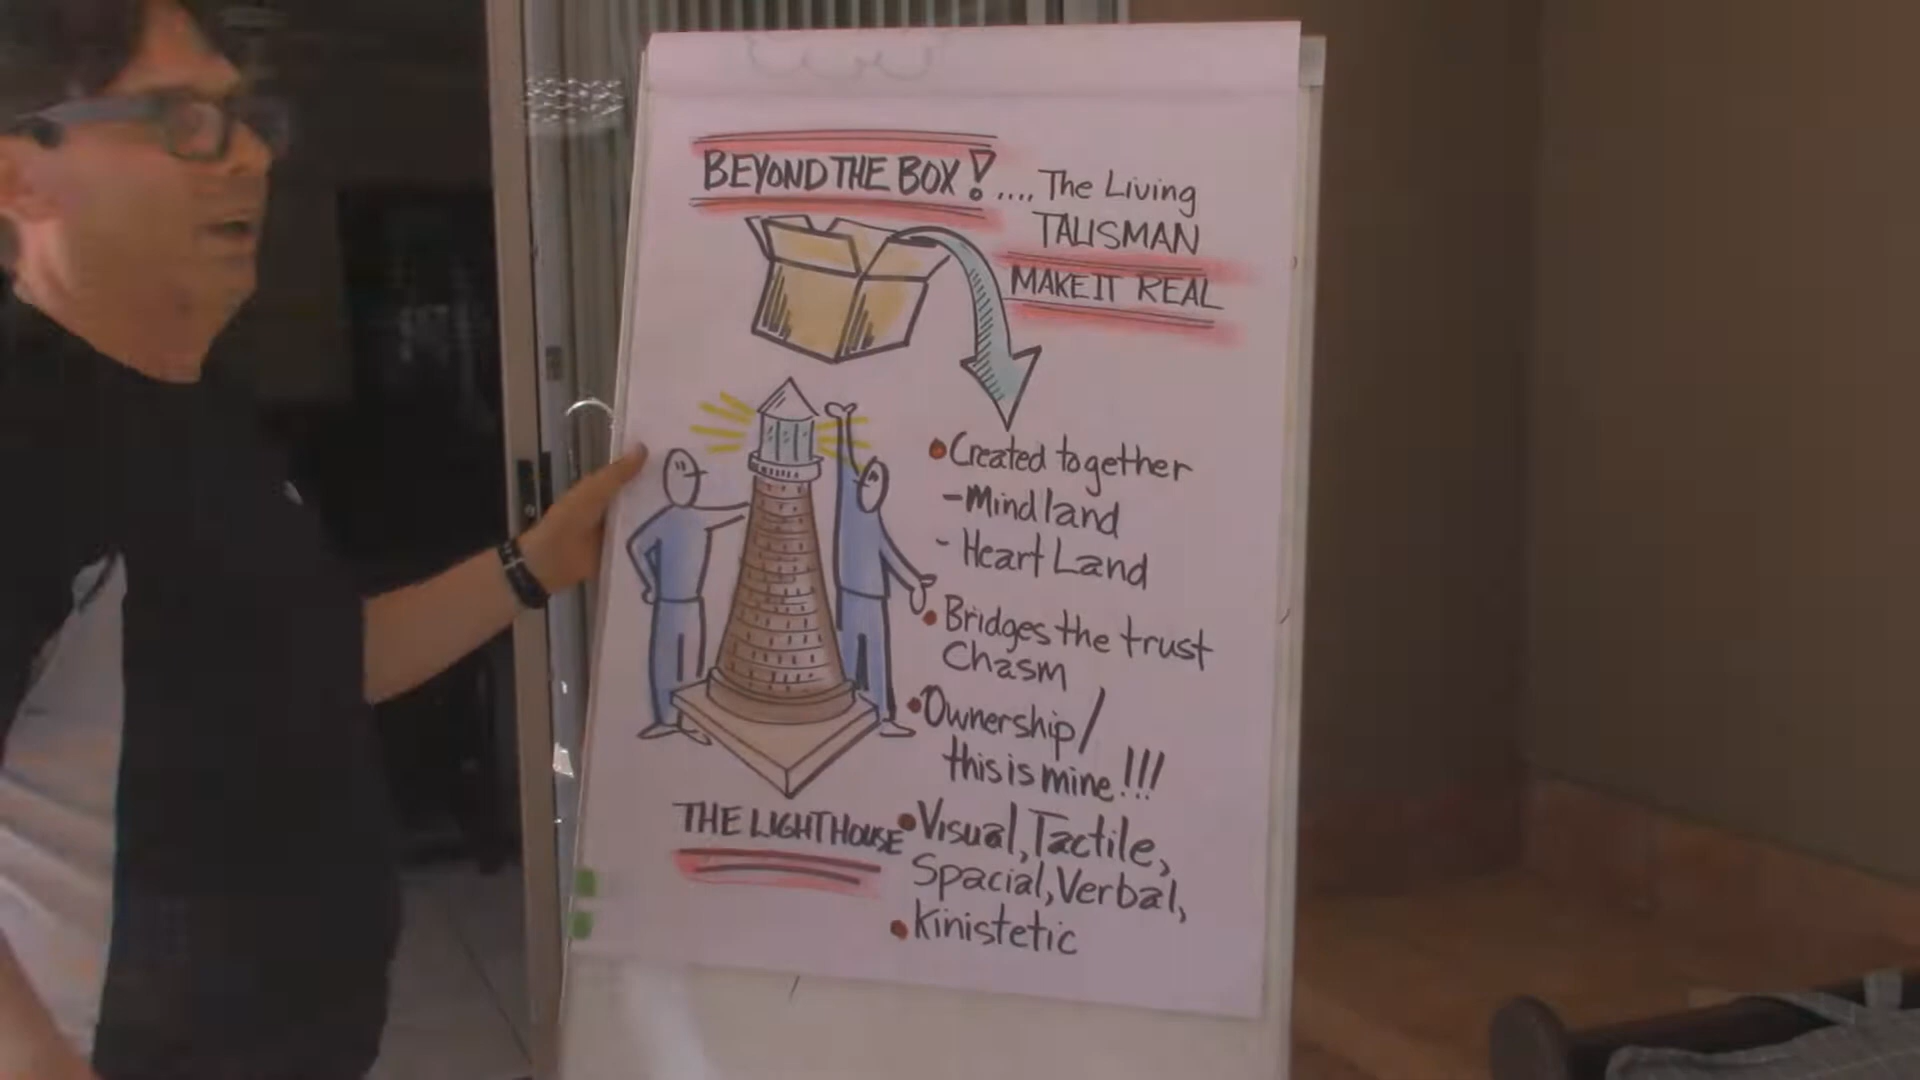 BEYOND THE BOX! .... The Living
TALISMAN
MAKE IT REAL
• Created together
- Mind land
- Heart Land
• Bridges the trust
Chasm
• Ownership/
this is mine!!!
THE LIGHTHOUSE
• Visual, Tactile,
Spacial, Verbal,
• Kinistetic